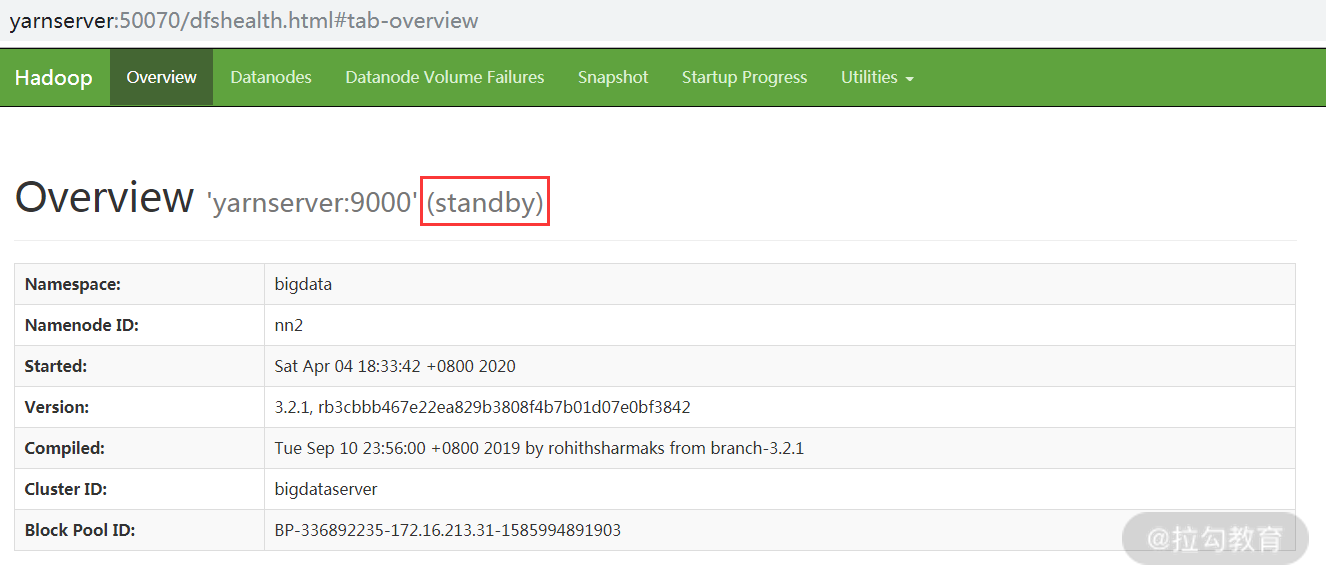 yarnserver:50070/dfshealth.html#tab-overview
Hadoop Overview Datanodes Datanode Volume Failures Snapshot Startup Progress Utilities
Overview 'yarnserver:9000' (standby)
Namespace: bigdata
Namenode ID: nn2
Started: Sat Apr 04 18:33:42 +0800 2020
Version: 3.2.1, rb3cbbb467e22ea829b3808f4b7b01d07e0bf3842
Compiled: Tue Sep 10 23:56:00 +0800 2019 by rohithsharmaks from branch-3.2.1
Cluster ID: bigdataserver
Block Pool ID: BP-336892235-172.16.213.31-1585994891903
@拉勾教育